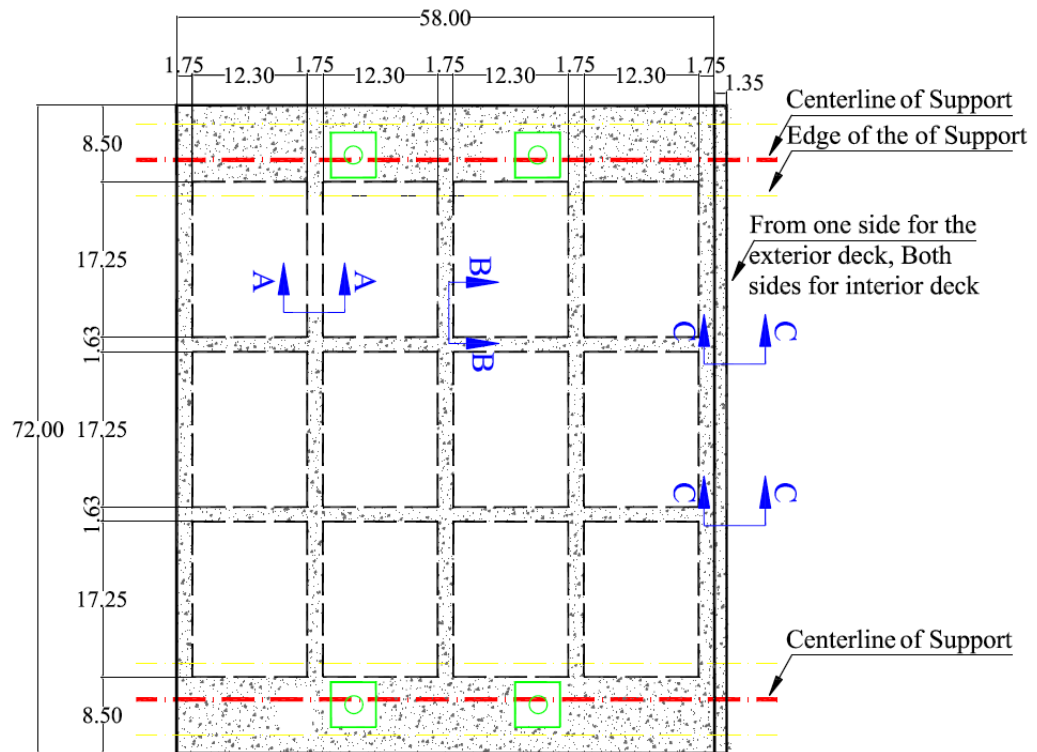 58.00
1.75 12.30 1.75 12.30 1.75 12.30 1.75 12.30 1.75
1.35
Centerline of Support
Edge of the of Support
8.50
From one side for the
exterior deck, Both
sides for interior deck
17.25
A A
B
B
C C
1.63
72.00
17.25
C C
1.63
17.25
Centerline of Support
8.50